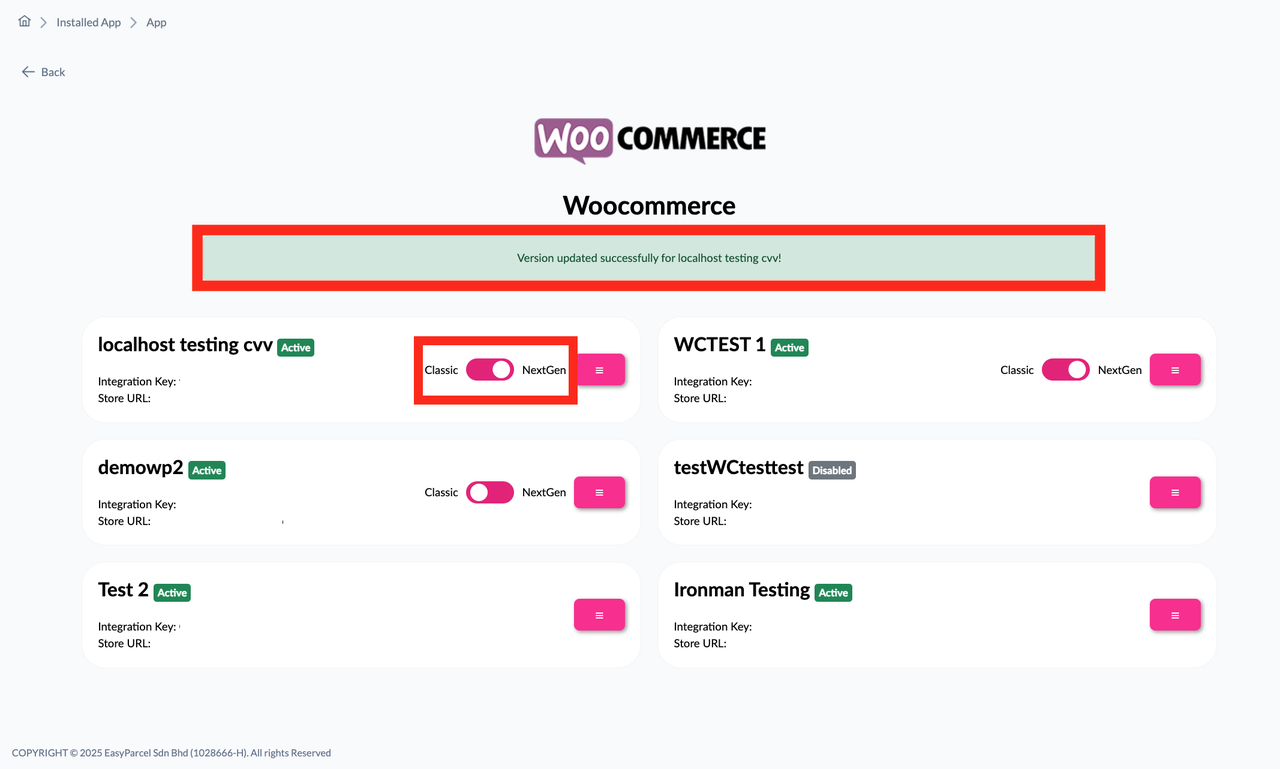 Installed App App
Back
WOO COMMERCE
Woocommerce
Version updated successfully for localhost testing cvv!
localhost testing cvv Active
Integration Key:
Store URL:
Classic NextGen
WCTEST 1 Active
Integration Key:
Store URL:
Classic NextGen
demowp2 Active
Integration Key:
Store URL:
Classic NextGen
testWCtesttest Disabled
Integration Key:
Store URL:
Test 2 Active
Integration Key:
Store URL:
Ironman Testing Active
Integration Key:
Store URL:
COPYRIGHT © 2025 EasyParcel Sdn Bhd (1028666-H). All rights Reserved